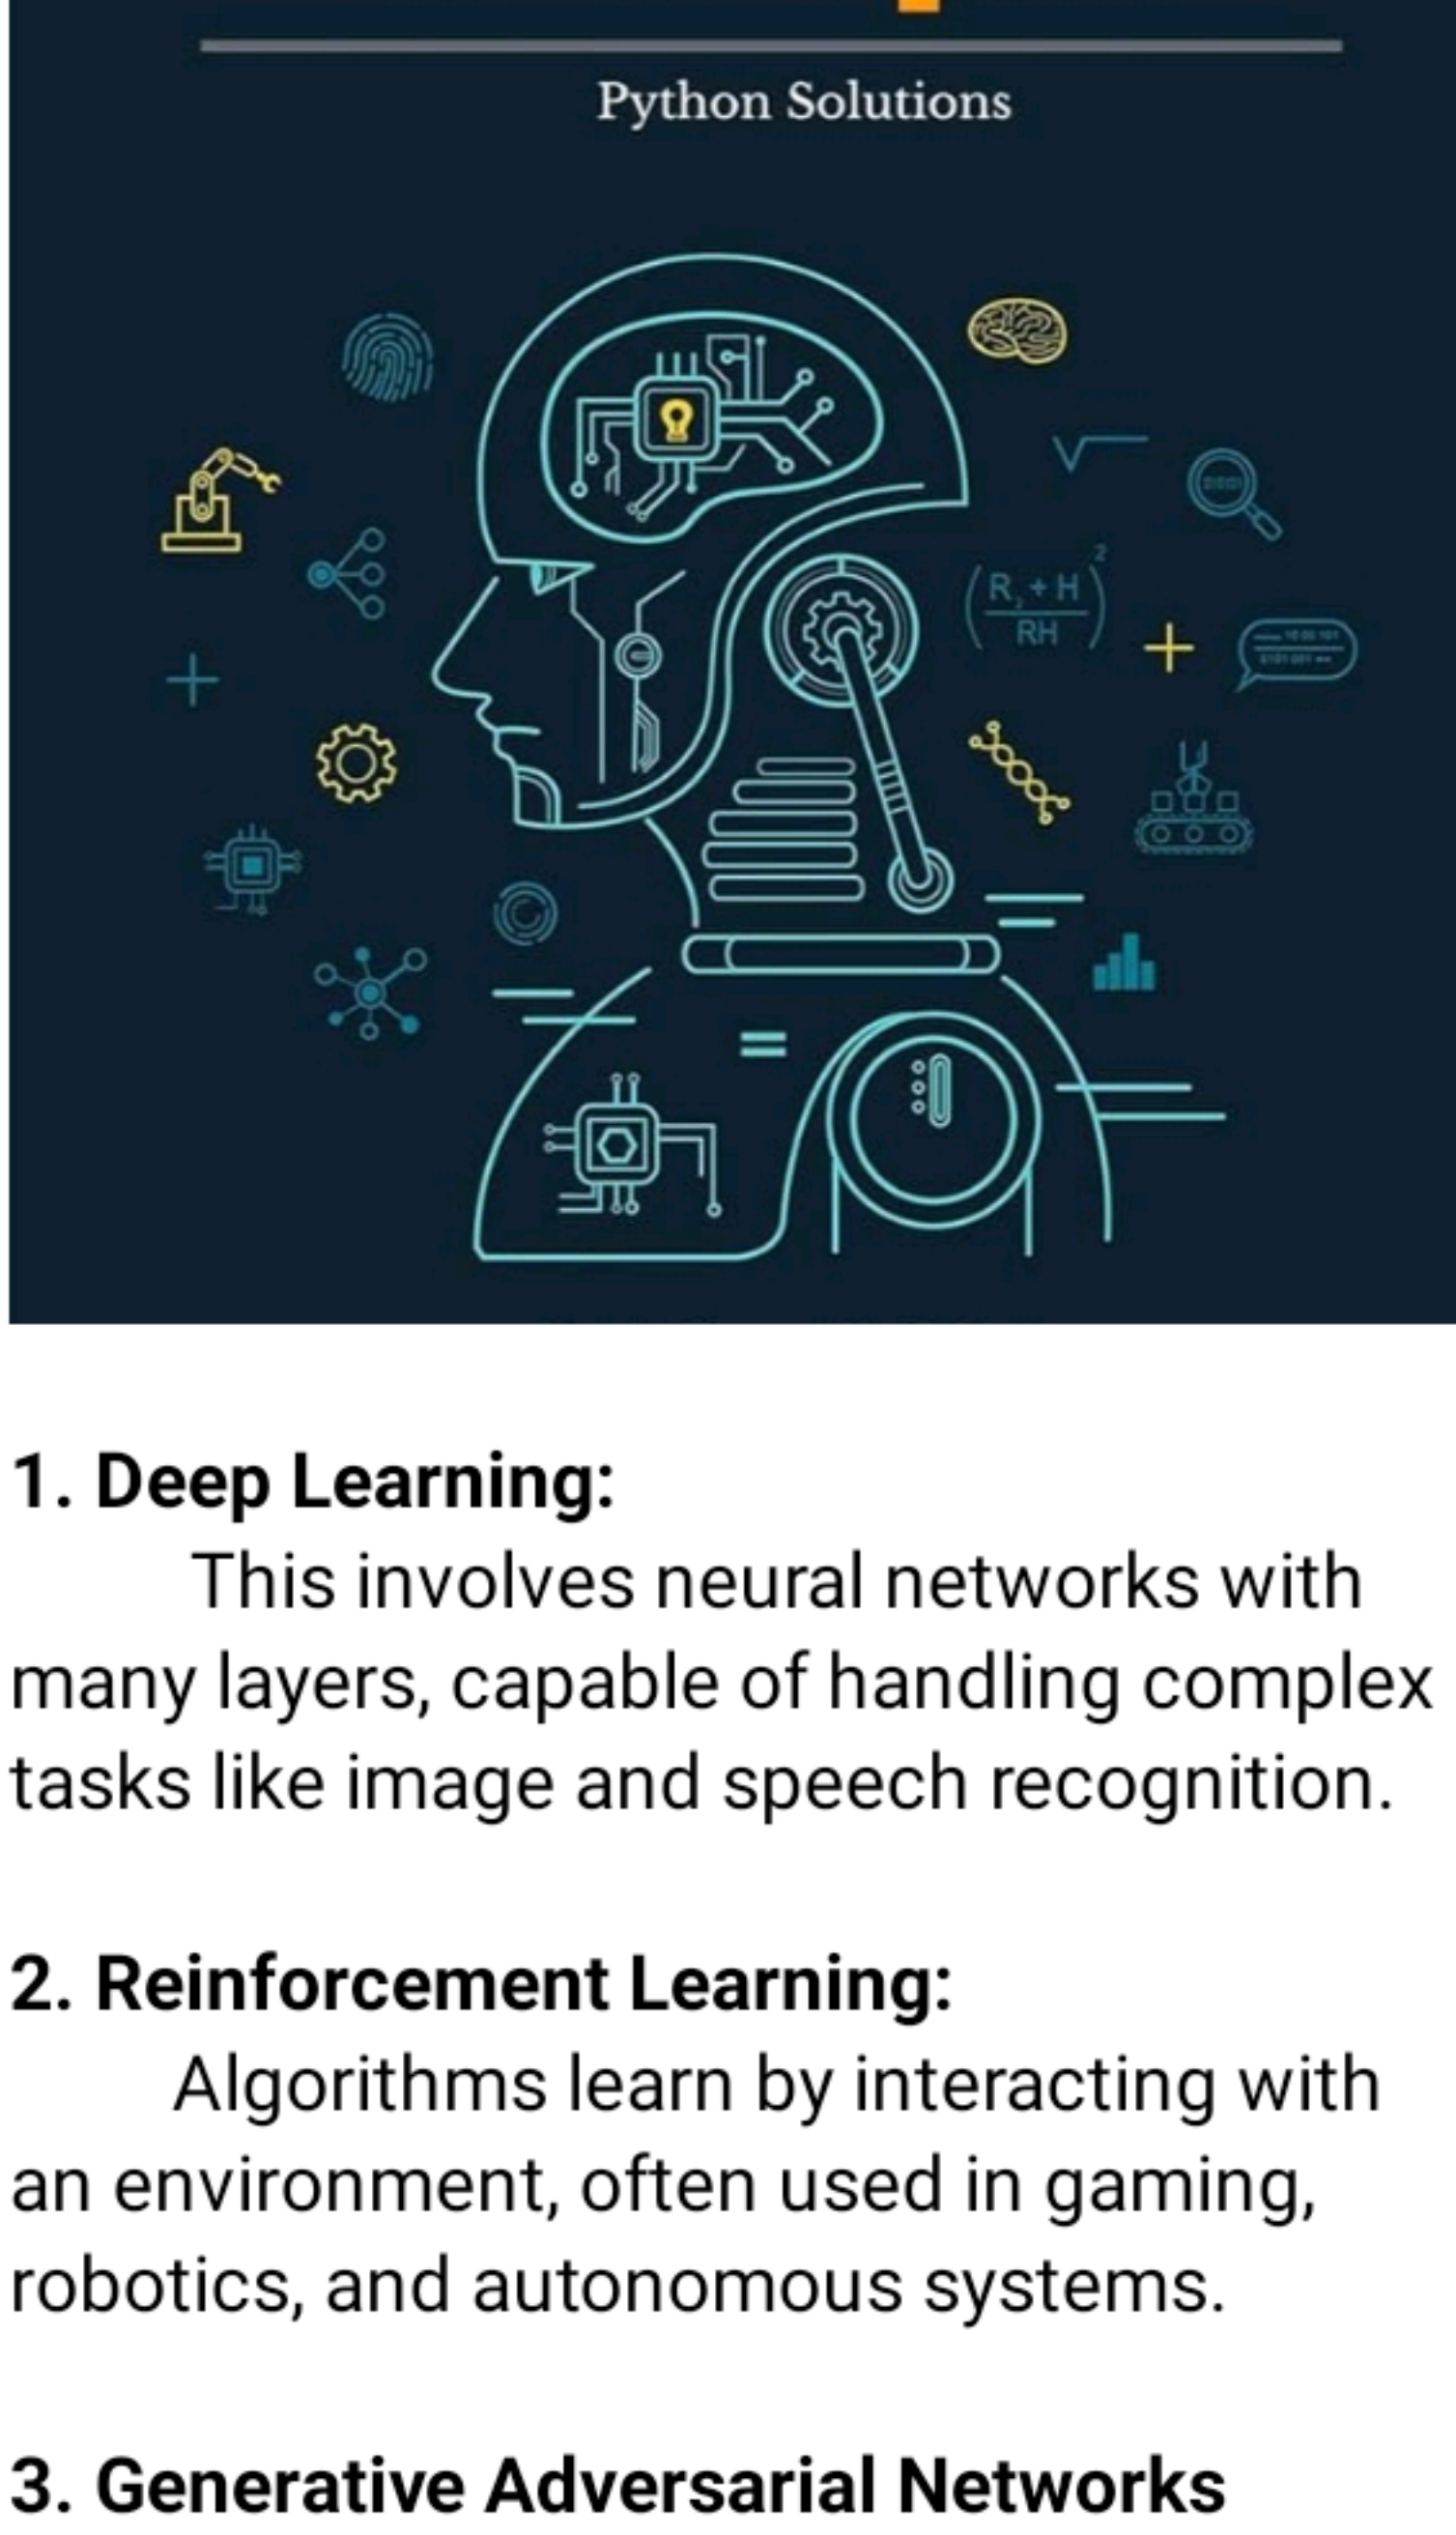 Python Solutions
R + H
2
RH
1. Deep Learning:
This involves neural networks with
many layers, capable of handling complex
tasks like image and speech recognition.
2. Reinforcement Learning:
Algorithms learn by interacting with
an environment, often used in gaming,
robotics, and autonomous systems.
3. Generative Adversarial Networks